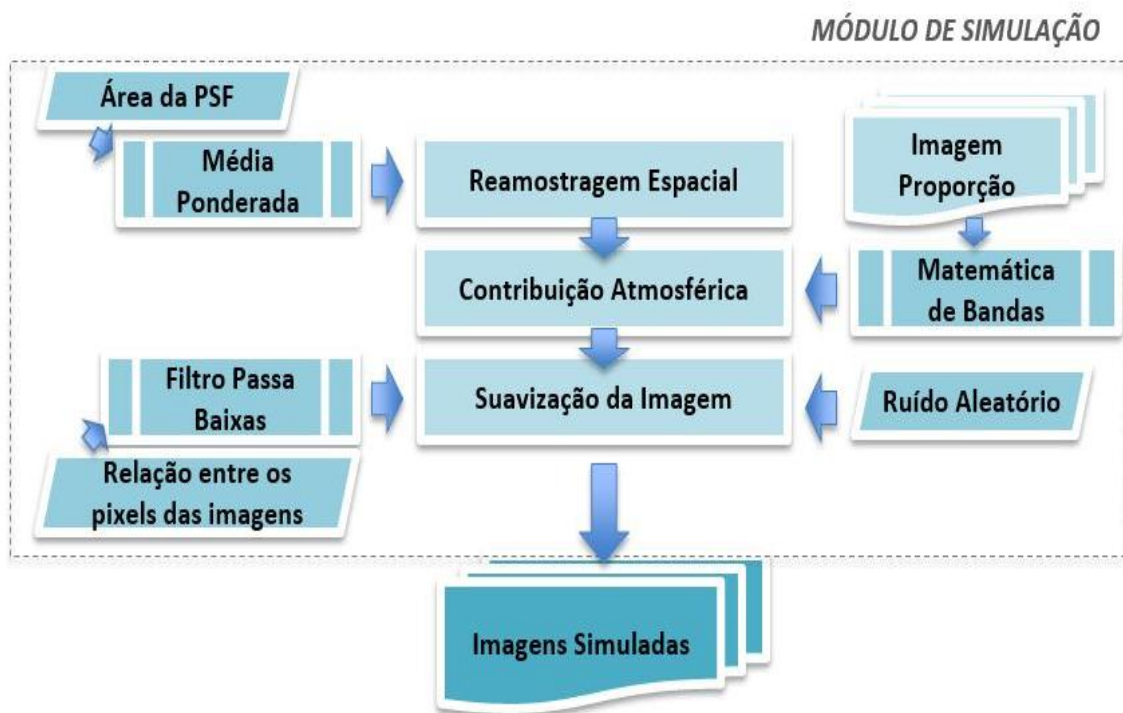 MÓDULO DE SIMULAÇÃO
Área da PSF
Média
Ponderada
Reamostragem Espacial
Imagem
Proporção
Contribuição Atmosférica
Matemática
de Bandas
Filtro Passa
Baixas
Suavização da Imagem
Ruído Aleatório
Relação entre os
pixels das imagens
Imagens Simuladas